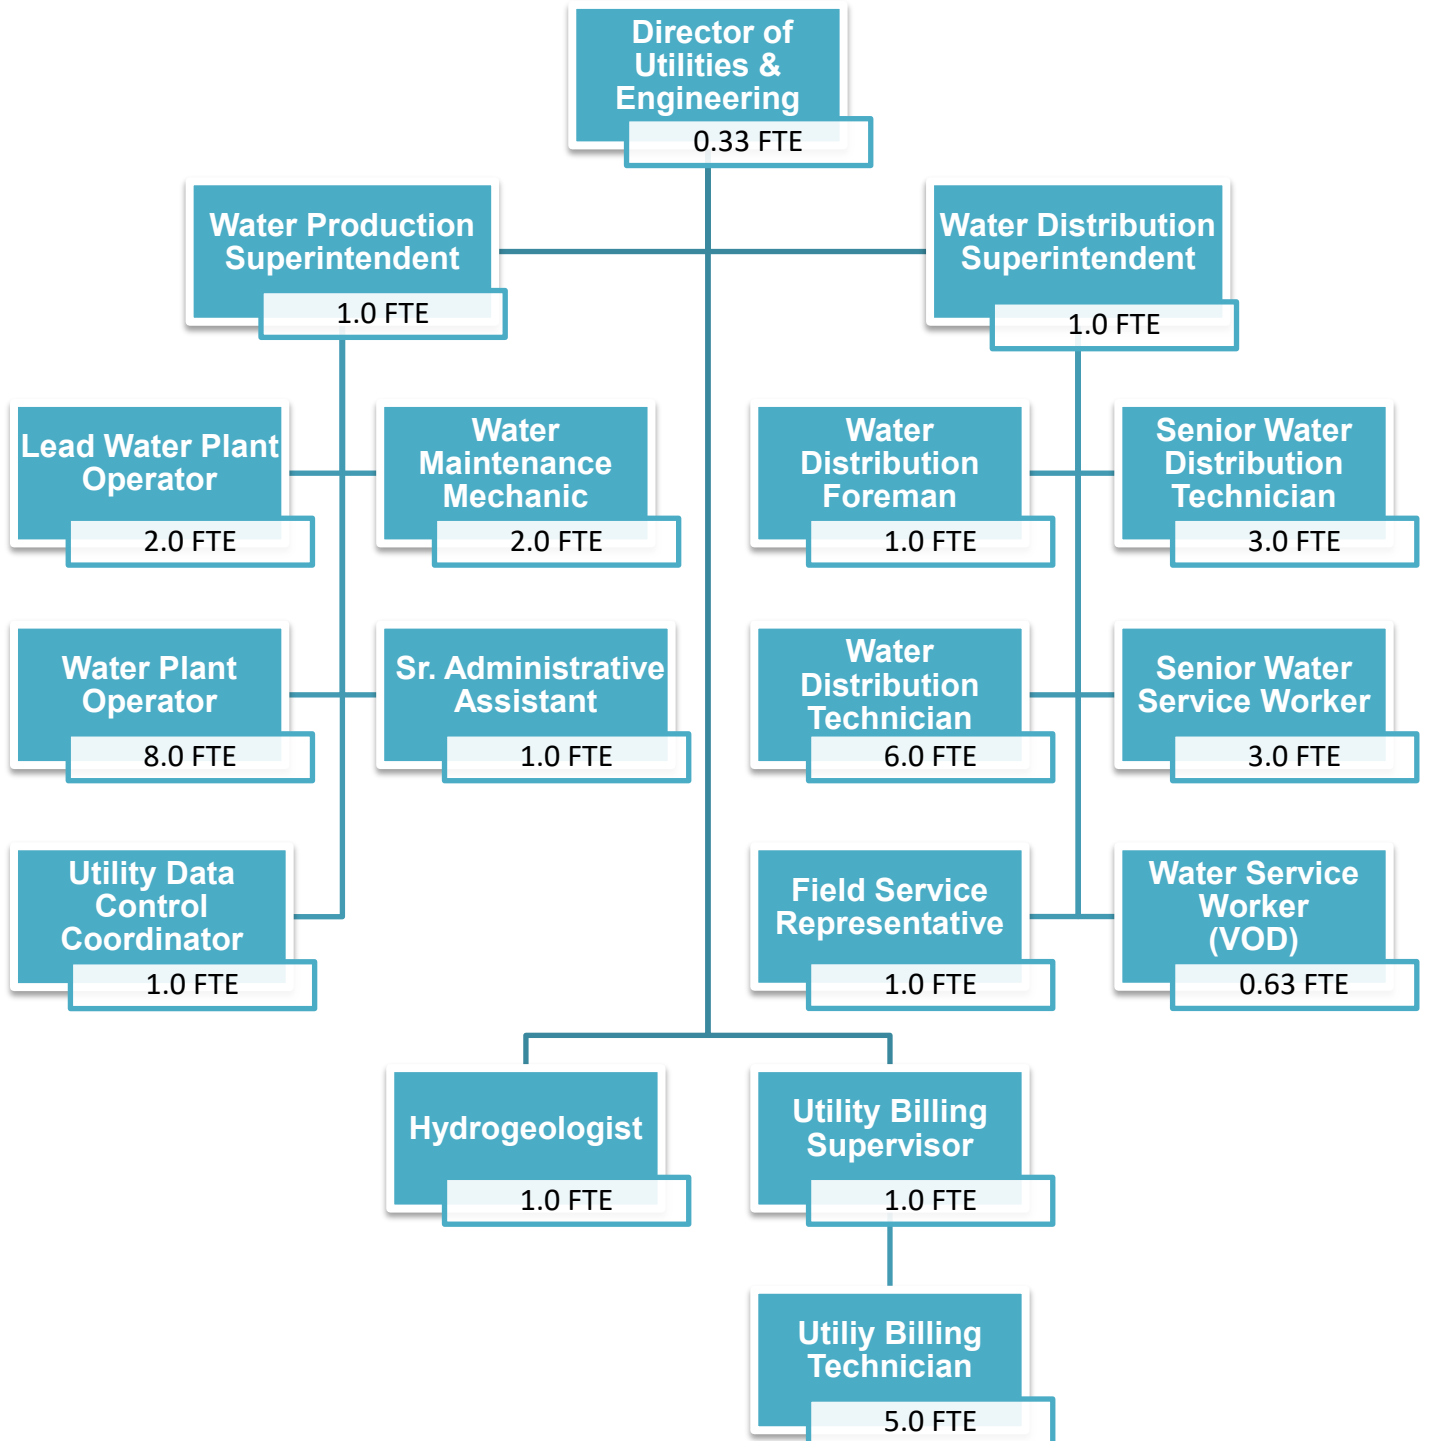 Director of
Utilities &
Engineering
0.33 FTE
Water Production
Superintendent
1.0 FTE
Water Distribution
Superintendent
1.0 FTE
Lead Water Plant
Operator
2.0 FTE
Water
Maintenance
Mechanic
2.0 FTE
Water
Distribution
Foreman
1.0 FTE
Senior Water
Distribution
Technician
3.0 FTE
Water Plant
Operator
8.0 FTE
Sr. Administrative
Assistant
1.0 FTE
Water
Distribution
Technician
6.0 FTE
Senior Water
Service Worker
3.0 FTE
Utility Data
Control
Coordinator
1.0 FTE
Field Service
Representative
1.0 FTE
Water Service
Worker
(VOD)
0.63 FTE
Hydrogeologist
1.0 FTE
Utility Billing
Supervisor
1.0 FTE
Utiliy Billing
Technician
5.0 FTE